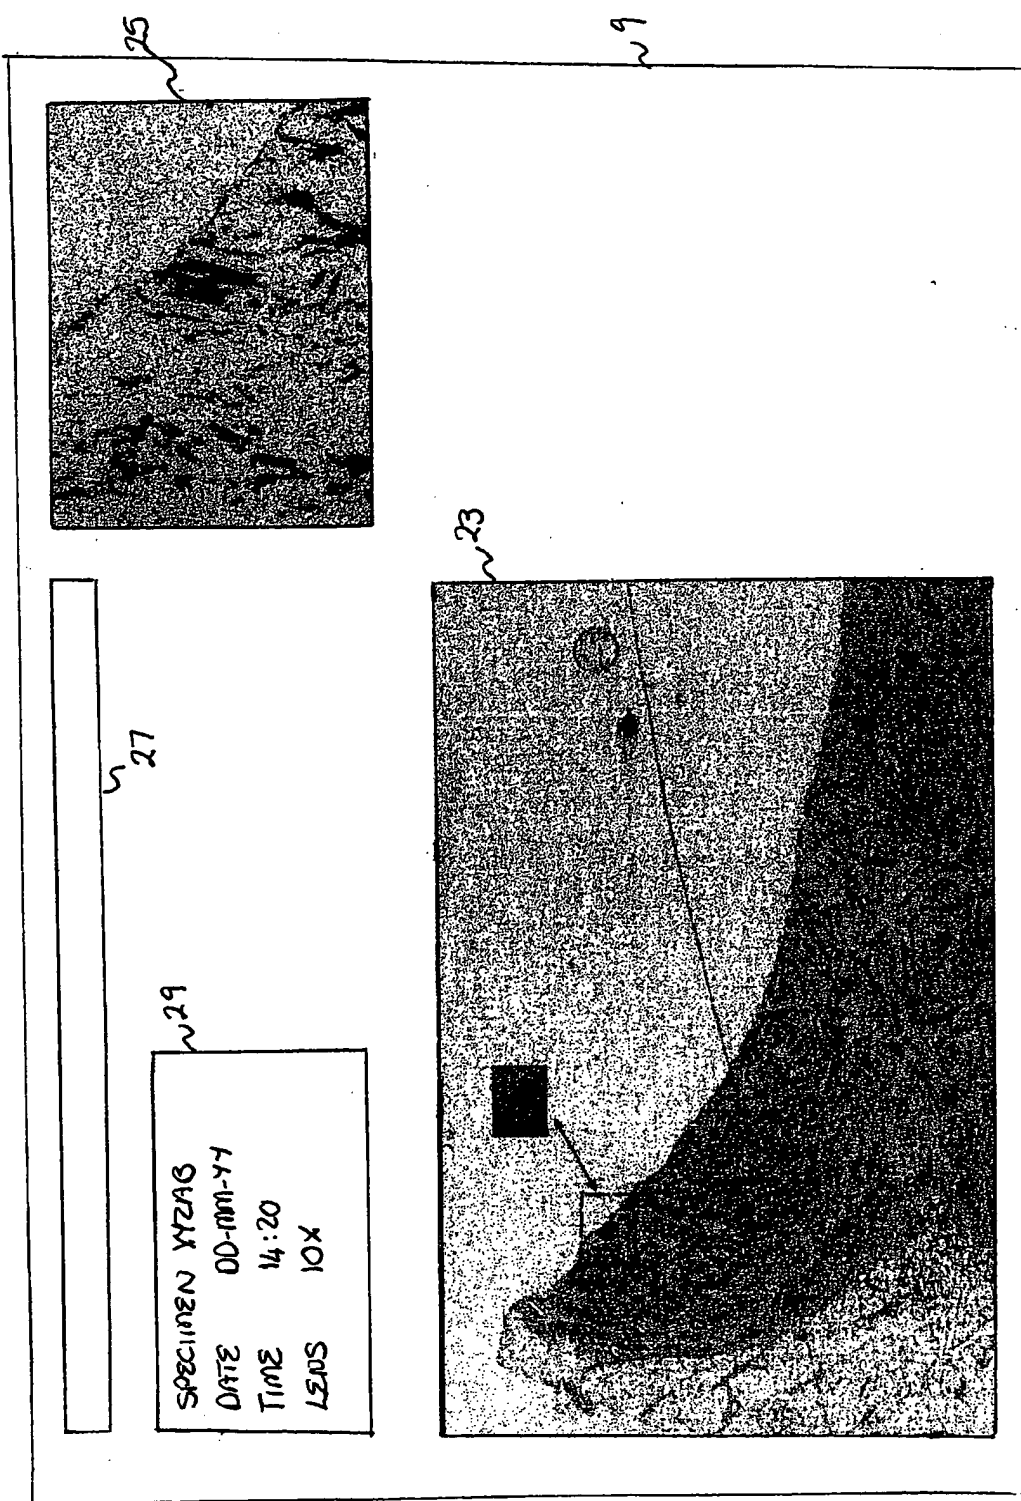 27
25
SPECIMEN XYZAB
DATE DD-MM-YY
TIME 14:20
LENS 10X
29
23
9